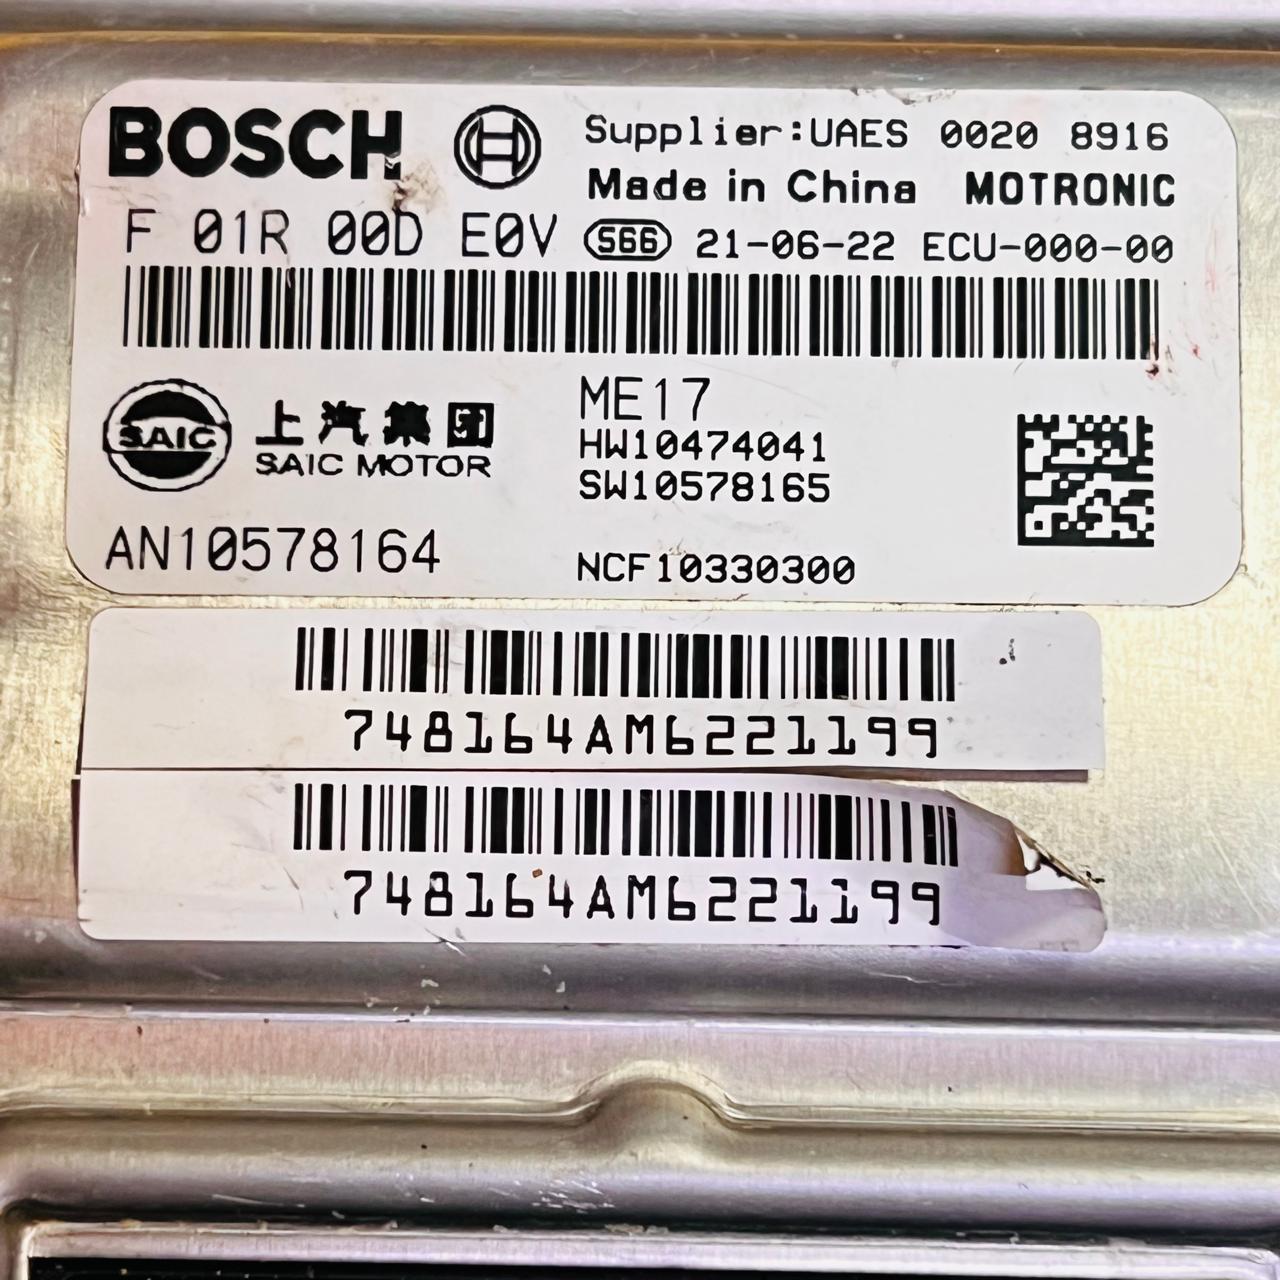 BOSCH
Supplier:UAES 0020 8916
Made in China MOTRONIC
F 01R 00D E0V S66 21-06-22 ECU-000-00
SAIC
上汽集团
SAIC MOTOR
ME17
HW10474041
SW10578165
AN10578164
NCF10330300
748164AM6221199
748164AM6221199